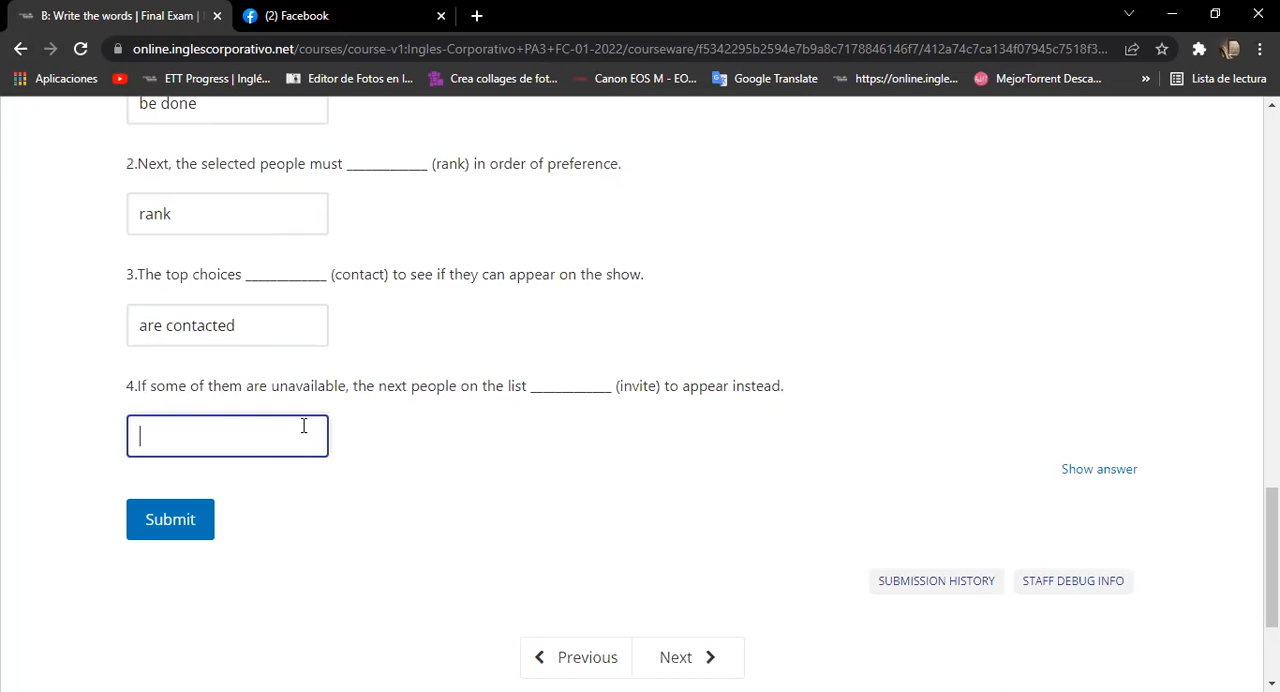 B: Write the words | Final Exam |
(2) Facebook
online.inglescorporativo.net/courses/course-v1:Ingles-Corporativo+PA3+FC-01-2022/courseware/f5342295b2594e7b9a8c7178846146f7/412a74c7ca134f07945c7518f3...
Aplicaciones
ETT Progress | Inglé...
Editor de Fotos en l...
Crea collages de fot...
Canon EOS M - EO...
Google Translate
https://online.ingle...
MejorTorrent Desca...
»
Lista de lectura
be done
2.Next, the selected people must ____________ (rank) in order of preference.
rank
3.The top choices ____________ (contact) to see if they can appear on the show.
are contacted
4.If some of them are unavailable, the next people on the list ____________ (invite) to appear instead.
Show answer
Submit
SUBMISSION HISTORY
STAFF DEBUG INFO
Previous
Next